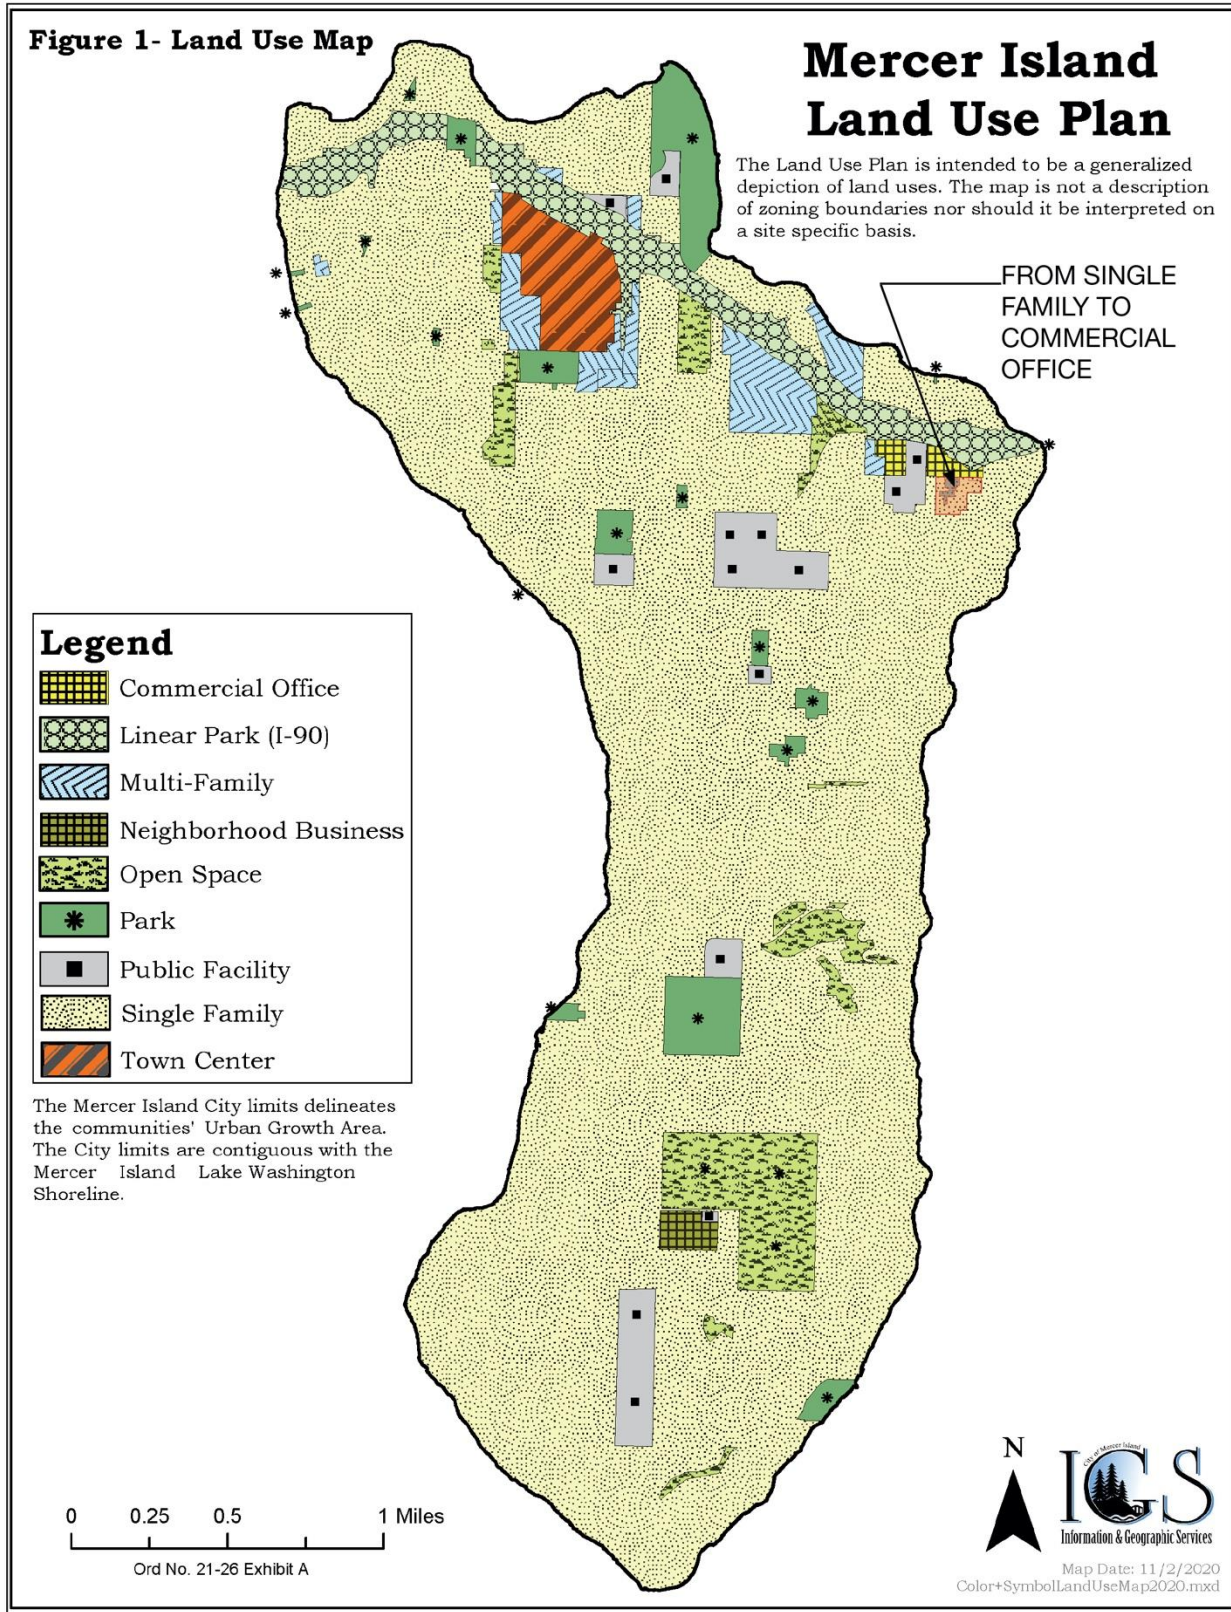 Figure 1- Land Use Map
Mercer Island
Land Use Plan
The Land Use Plan is intended to be a generalized
depiction of land uses. The map is not a description
of zoning boundaries nor should it be interpreted on
a site specific basis.
FROM SINGLE
FAMILY TO
COMMERCIAL
OFFICE
Legend
Commercial Office
Linear Park (I-90)
Multi-Family
Neighborhood Business
Open Space
Park
Public Facility
Single Family
Town Center
The Mercer Island City limits delineates
the communities' Urban Growth Area.
The City limits are contiguous with the
Mercer Island Lake Washington
Shoreline.
0 0.25 0.5 1 Miles
Ord No. 21-26 Exhibit A
N
City of Mercer Island
IGS
Information & Geographic Services
Map Date: 11/2/2020
Color+SymbolLandUseMap2020.mxd